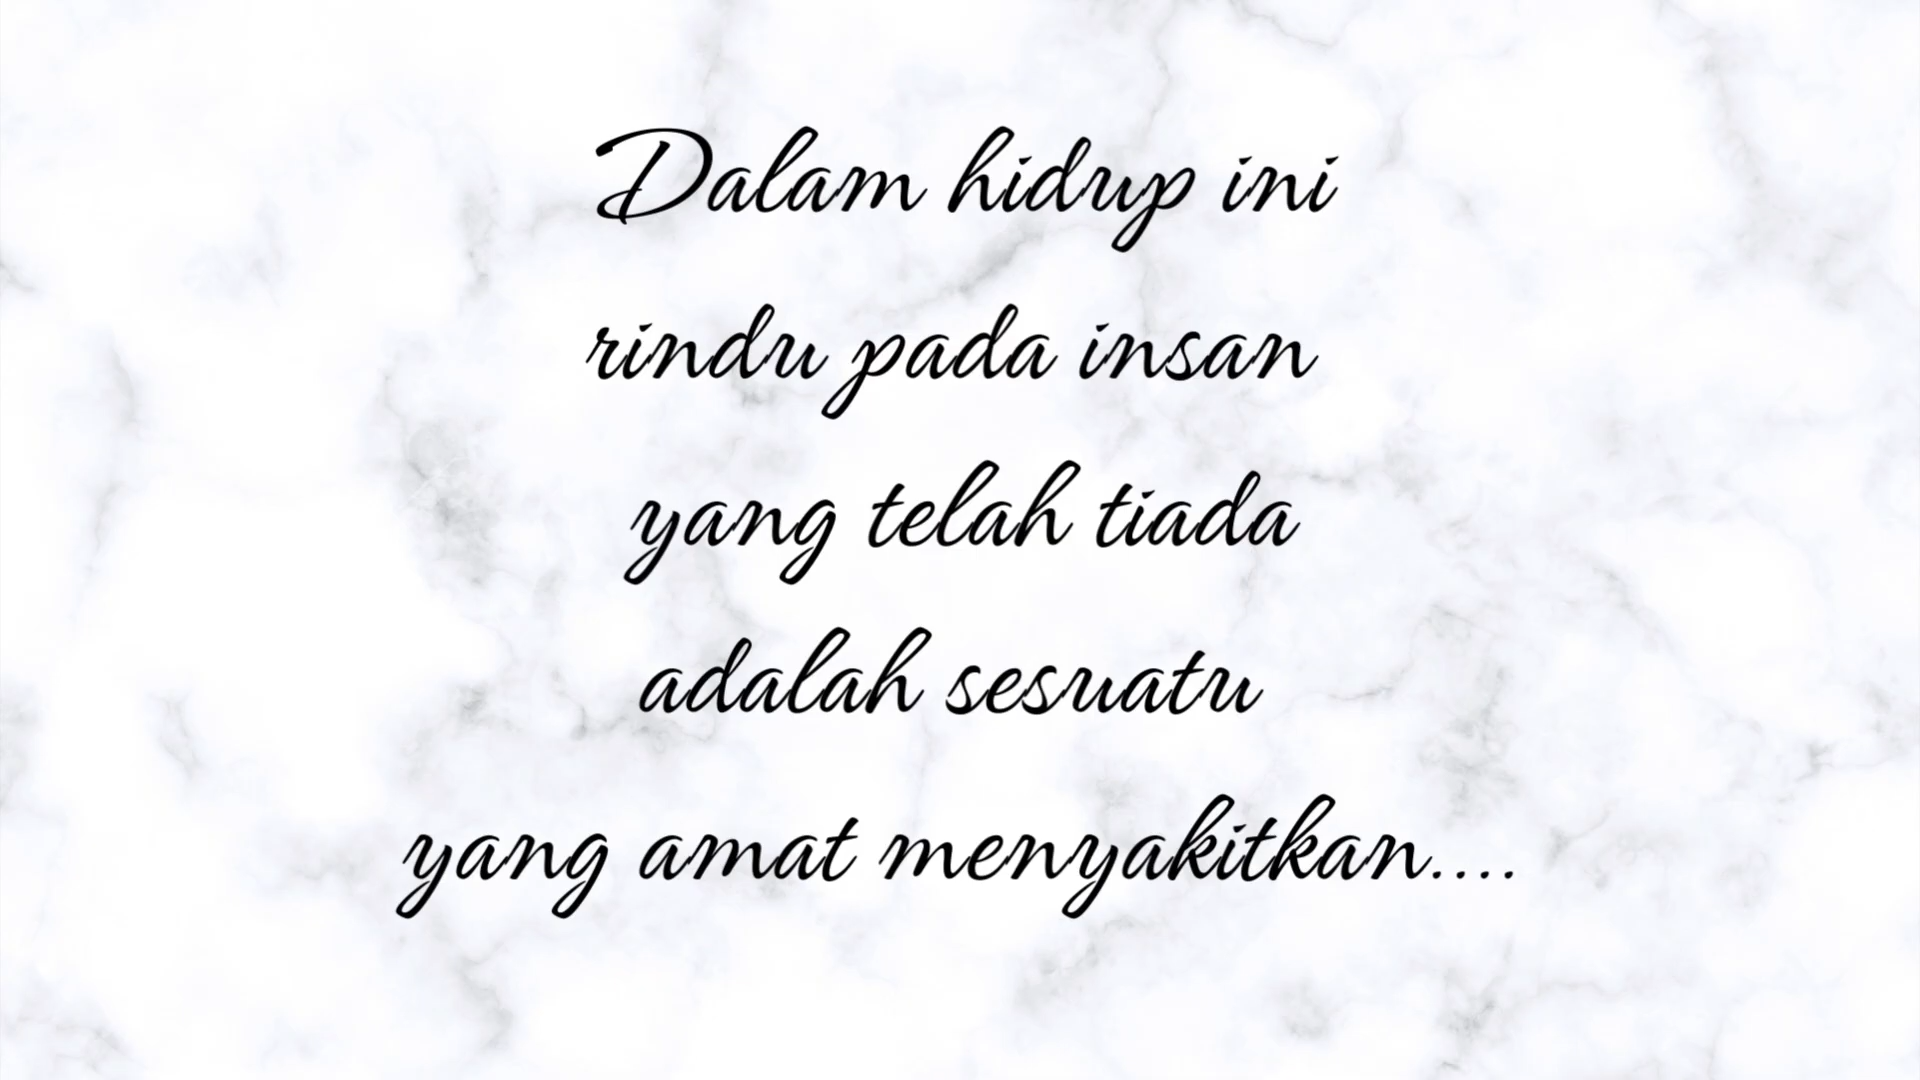 Dalam hidup ini
rindu pada insan
yang telah tiada
adalah sesuatu
yang amat menyakitkan....